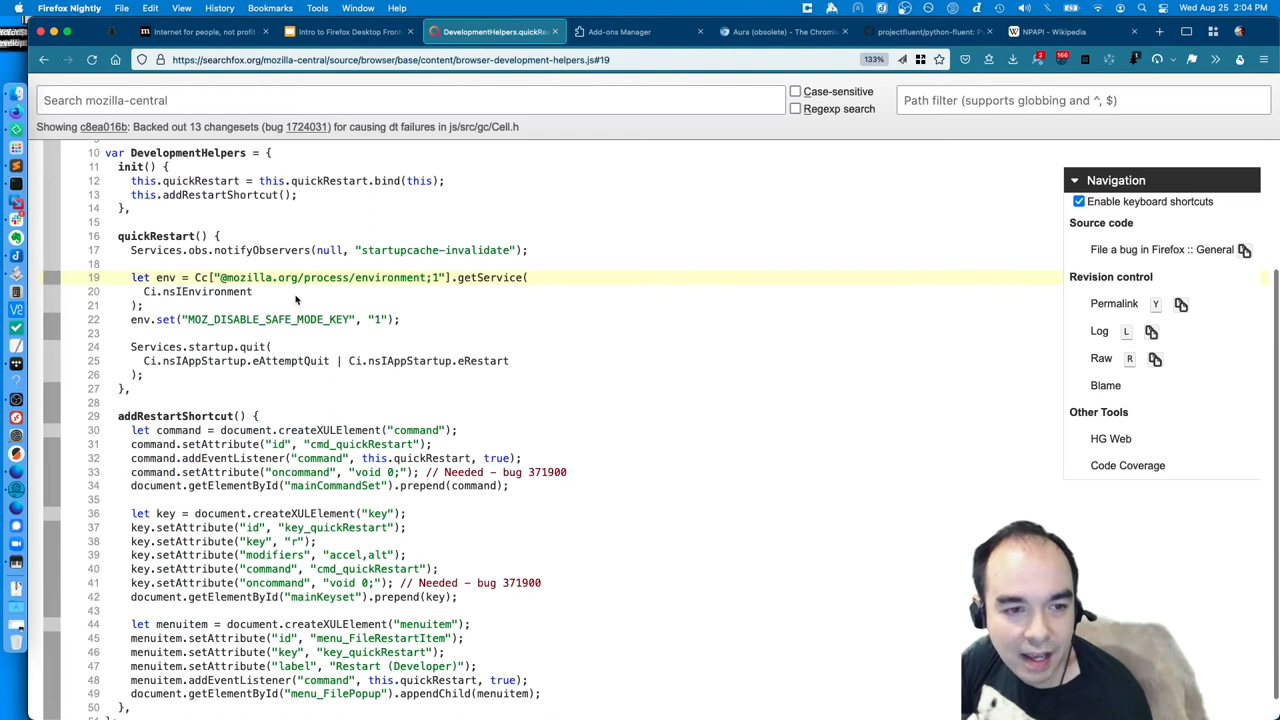 Firefox Nightly File Edit View History Bookmarks Tools Window Help
Internet for people, not profit
Intro to Firefox Desktop Front-
DevelopmentHelpers.quickRes
Add-ons Manager
Aura (obsolete) - The Chromiu
projectfluent/python-fluent: P
NPAPI - Wikipedia
https://searchfox.org/mozilla-central/source/browser/base/content/browser-development-helpers.js#19
133%
Search mozilla-central
Case-sensitive
Regexp search
Path filter (supports globbing and ^, $)
Showing c8ea016b: Backed out 13 changesets (bug 1724031) for causing dt failures in js/src/gc/Cell.h
10 var DevelopmentHelpers = {
11 init() {
12 this.quickRestart = this.quickRestart.bind(this);
13 this.addRestartShortcut();
14 },
15
16 quickRestart() {
17 Services.obs.notifyObservers(null, "startupcache-invalidate");
18
19 let env = Cc["@mozilla.org/process/environment;1"].getService(
20 Ci.nsIEnvironment
21 );
22 env.set("MOZ_DISABLE_SAFE_MODE_KEY", "1");
23
24 Services.startup.quit(
25 Ci.nsIAppStartup.eAttemptQuit | Ci.nsIAppStartup.eRestart
26 );
27 },
28
29 addRestartShortcut() {
30 let command = document.createXULElement("command");
31 command.setAttribute("id", "cmd_quickRestart");
32 command.addEventListener("command", this.quickRestart, true);
33 command.setAttribute("oncommand", "void 0;"); // Needed - bug 371900
34 document.getElementById("mainCommandSet").prepend(command);
35
36 let key = document.createXULElement("key");
37 key.setAttribute("id", "key_quickRestart");
38 key.setAttribute("key", "r");
39 key.setAttribute("modifiers", "accel,alt");
40 key.setAttribute("command", "cmd_quickRestart");
41 key.setAttribute("oncommand", "void 0;"); // Needed - bug 371900
42 document.getElementById("mainKeyset").prepend(key);
43
44 let menuitem = document.createXULElement("menuitem");
45 menuitem.setAttribute("id", "menu_FileRestartItem");
46 menuitem.setAttribute("key", "key_quickRestart");
47 menuitem.setAttribute("label", "Restart (Developer)");
48 menuitem.addEventListener("command", this.quickRestart, true);
49 document.getElementById("menu_FilePopup").appendChild(menuitem);
50 },
Navigation
Enable keyboard shortcuts
Source code
File a bug in Firefox :: General
Revision control
Permalink Y
Log L
Raw R
Blame
Other Tools
HG Web
Code Coverage